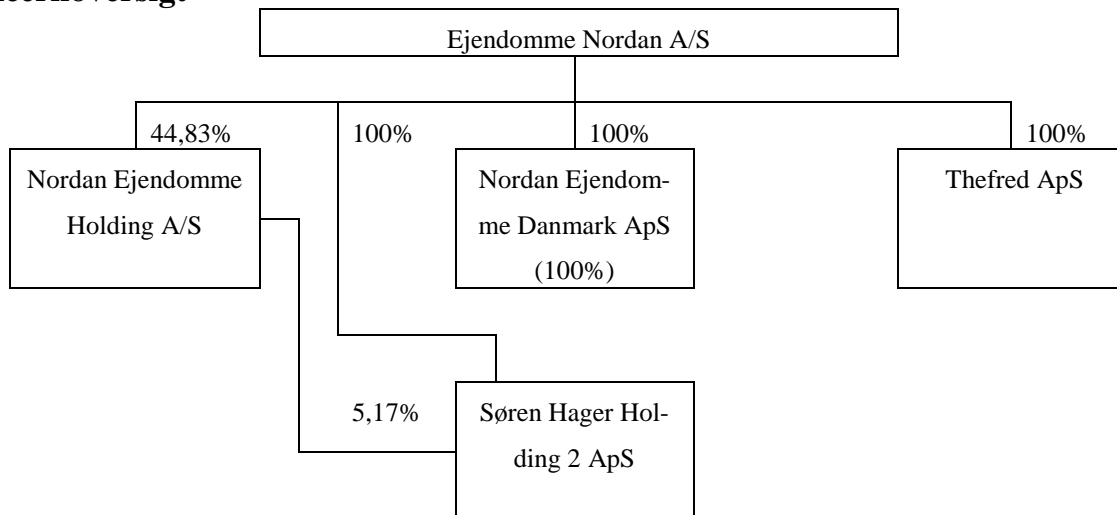 Ejendomme Nordan A/S
44,83%
100%
100%
100%
Nordan Ejendomme
Holding A/S
Nordan Ejendom-
me Danmark ApS
(100%)
Thefred ApS
5,17%
Søren Hager Hol-
ding 2 ApS